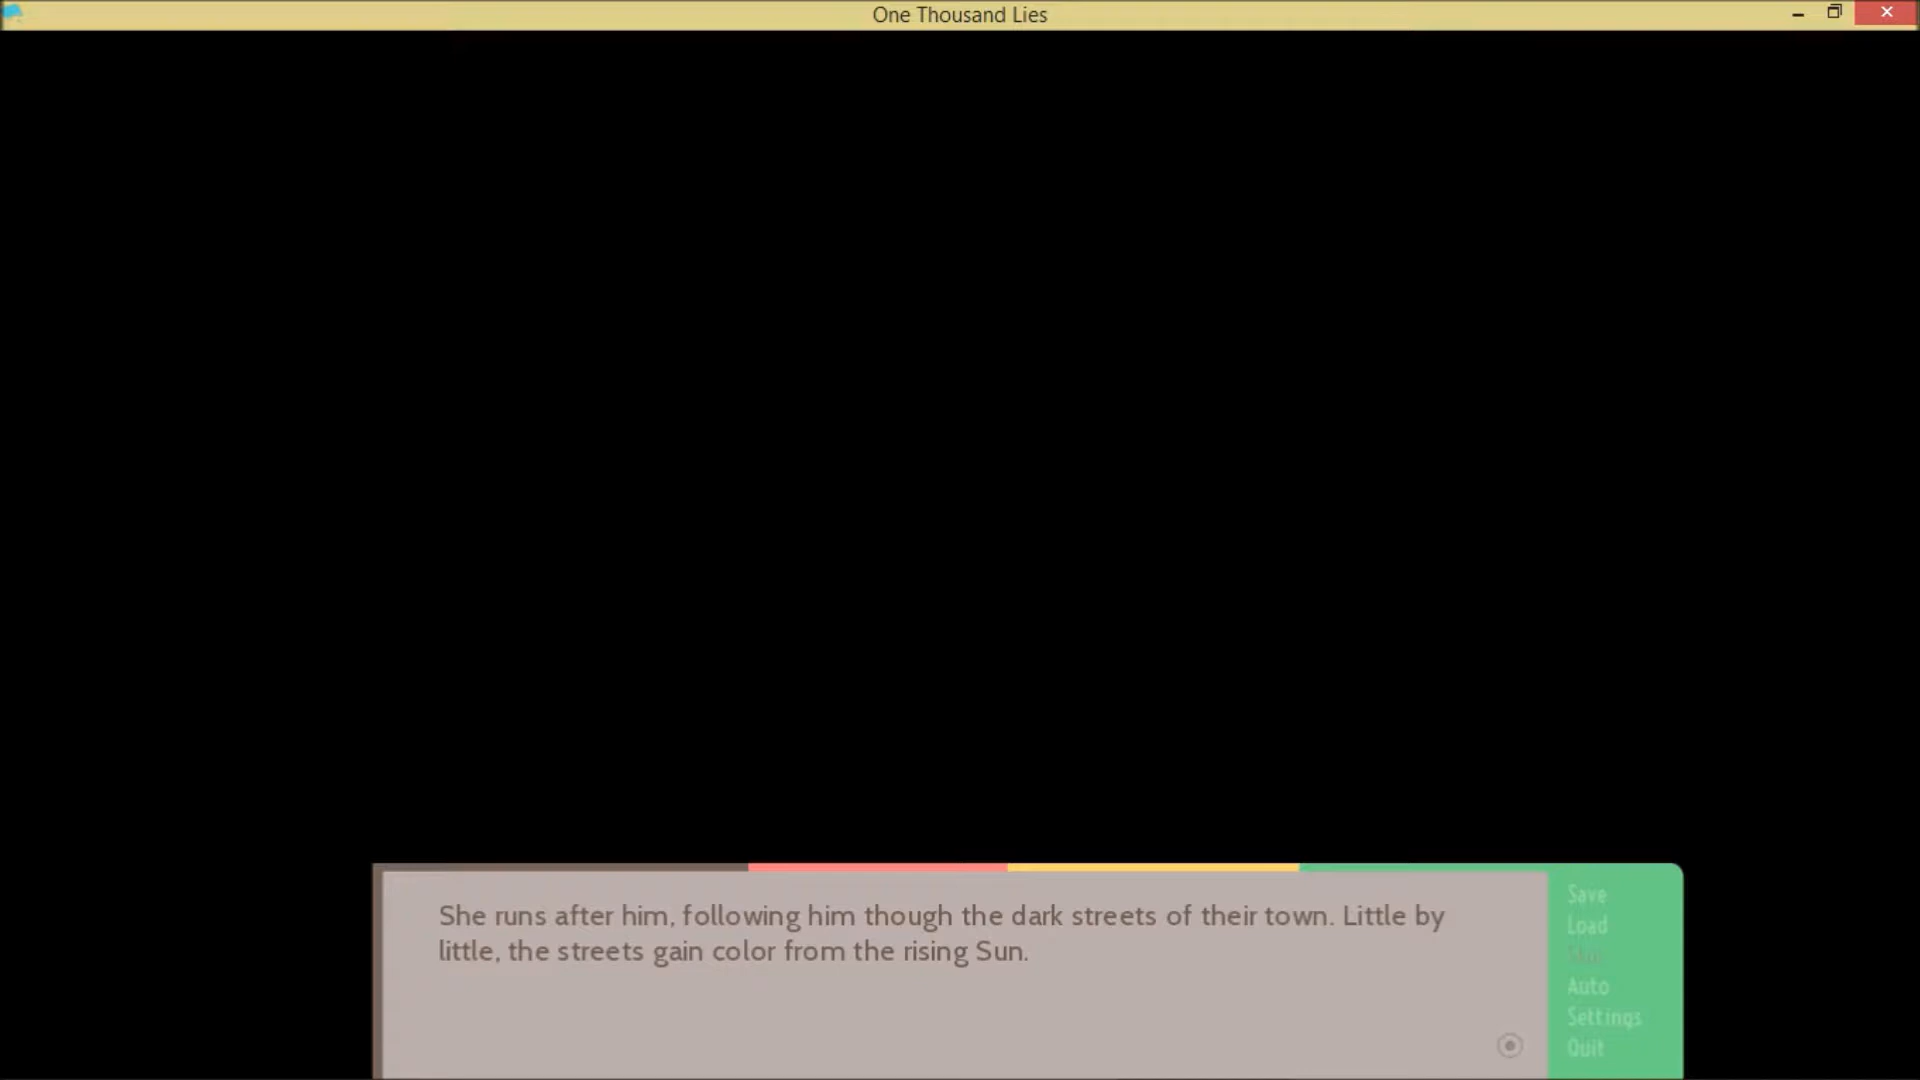 One Thousand Lies
She runs after him, following him though the dark streets of their town. Little by
little, the streets gain color from the rising Sun.
Save
Load
Skip
Auto
Settings
Quit